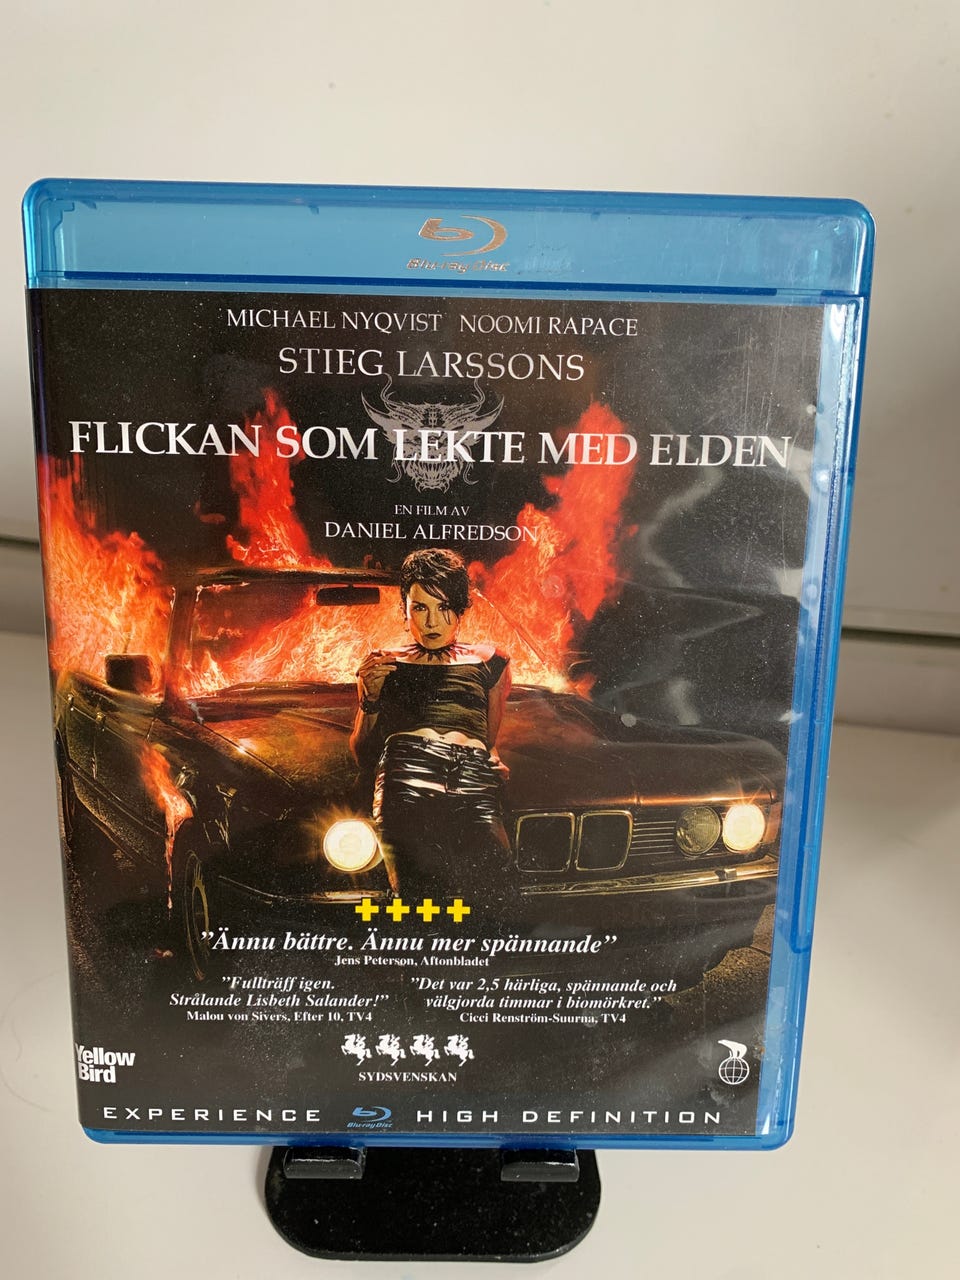 Blu-ray Disc
MICHAEL NYQVIST NOOMI RAPACE
STIEG LARSSONS
FLICKAN SOM LEKTE MED ELDEN
EN FILM AV
DANIEL ALFREDSON
”Ännu bättre. Ännu mer spännande”
Jens Peterson, Aftonbladet
”Fullträff igen.
Strålande Lisbeth Salander!”
Malou von Sivers, Efter 10, TV4
”Det var 2,5 härliga, spännande och
välgjorda timmar i biomörkret.”
Cicci Renström-Suurna, TV4
SYDSVENSKAN
Yellow
Bird
EXPERIENCE Blu-ray Disc HIGH DEFINITION